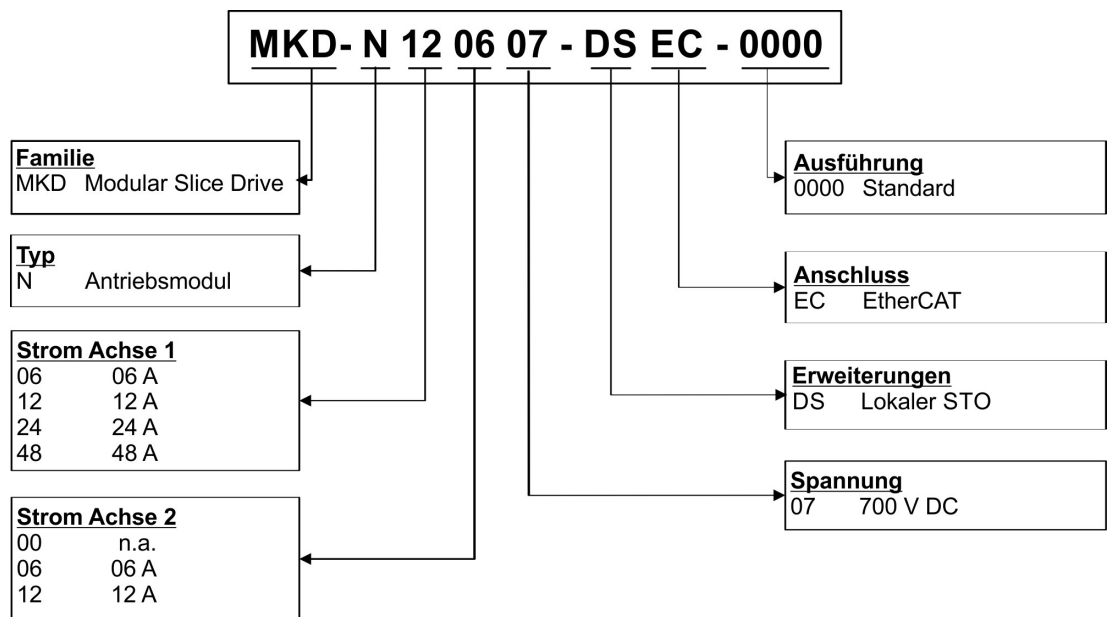 MKD- N 12 06 07 - DS EC - 0000
Familie
MKD Modular Slice Drive
Typ
N Antriebsmodul
Strom Achse 1
06 06 A
12 12 A
24 24 A
48 48 A
Strom Achse 2
00 n.a.
06 06 A
12 12 A
Ausführung
0000 Standard
Anschluss
EC EtherCAT
Erweiterungen
DS Lokaler STO
Spannung
07 700 V DC